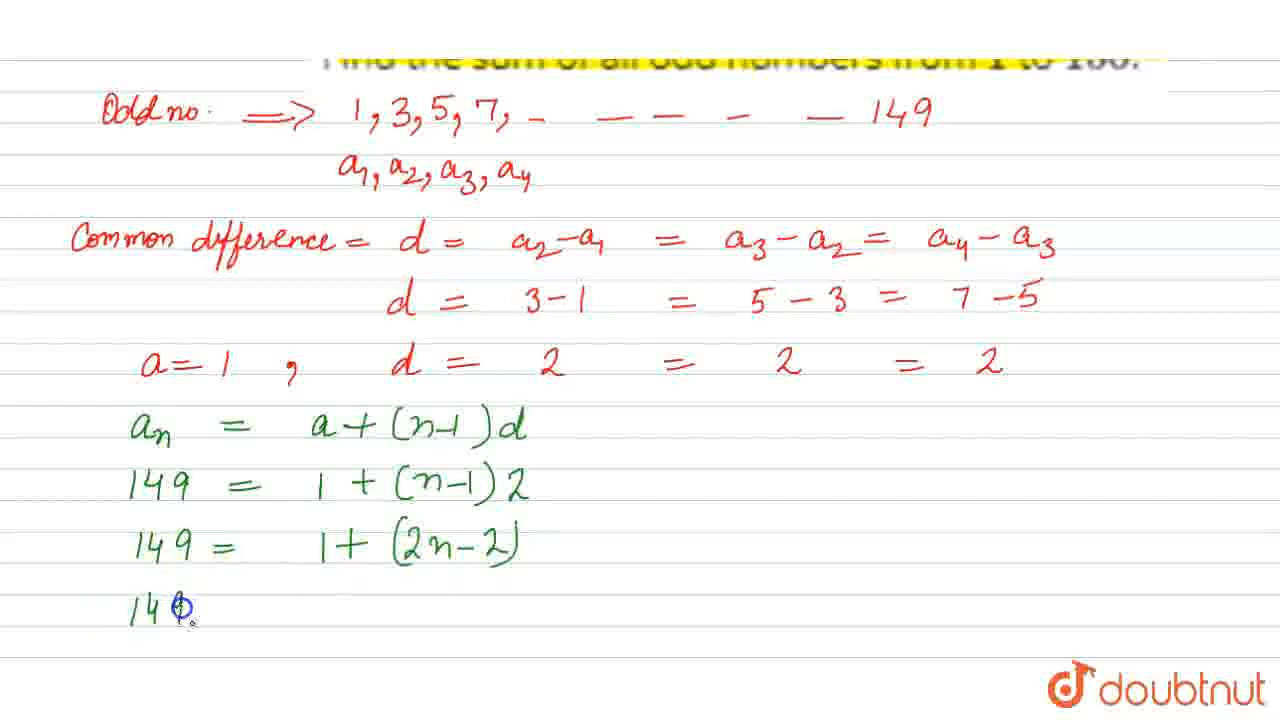 Find the sum of all odd numbers from 1 to 150.
Odd no. ⇒ 1, 3, 5, 7, - — — - — 149
a₁, a₂, a₃, a₄
Common difference = d = a₂-a₁ = a₃-a₂ = a₄-a₃
d = 3-1 = 5-3 = 7-5
a=1 , d = 2 = 2 = 2
aₙ = a+(n-1)d
149 = 1+(n-1)2
149 = 1+(2n-2)
149
doubtnut